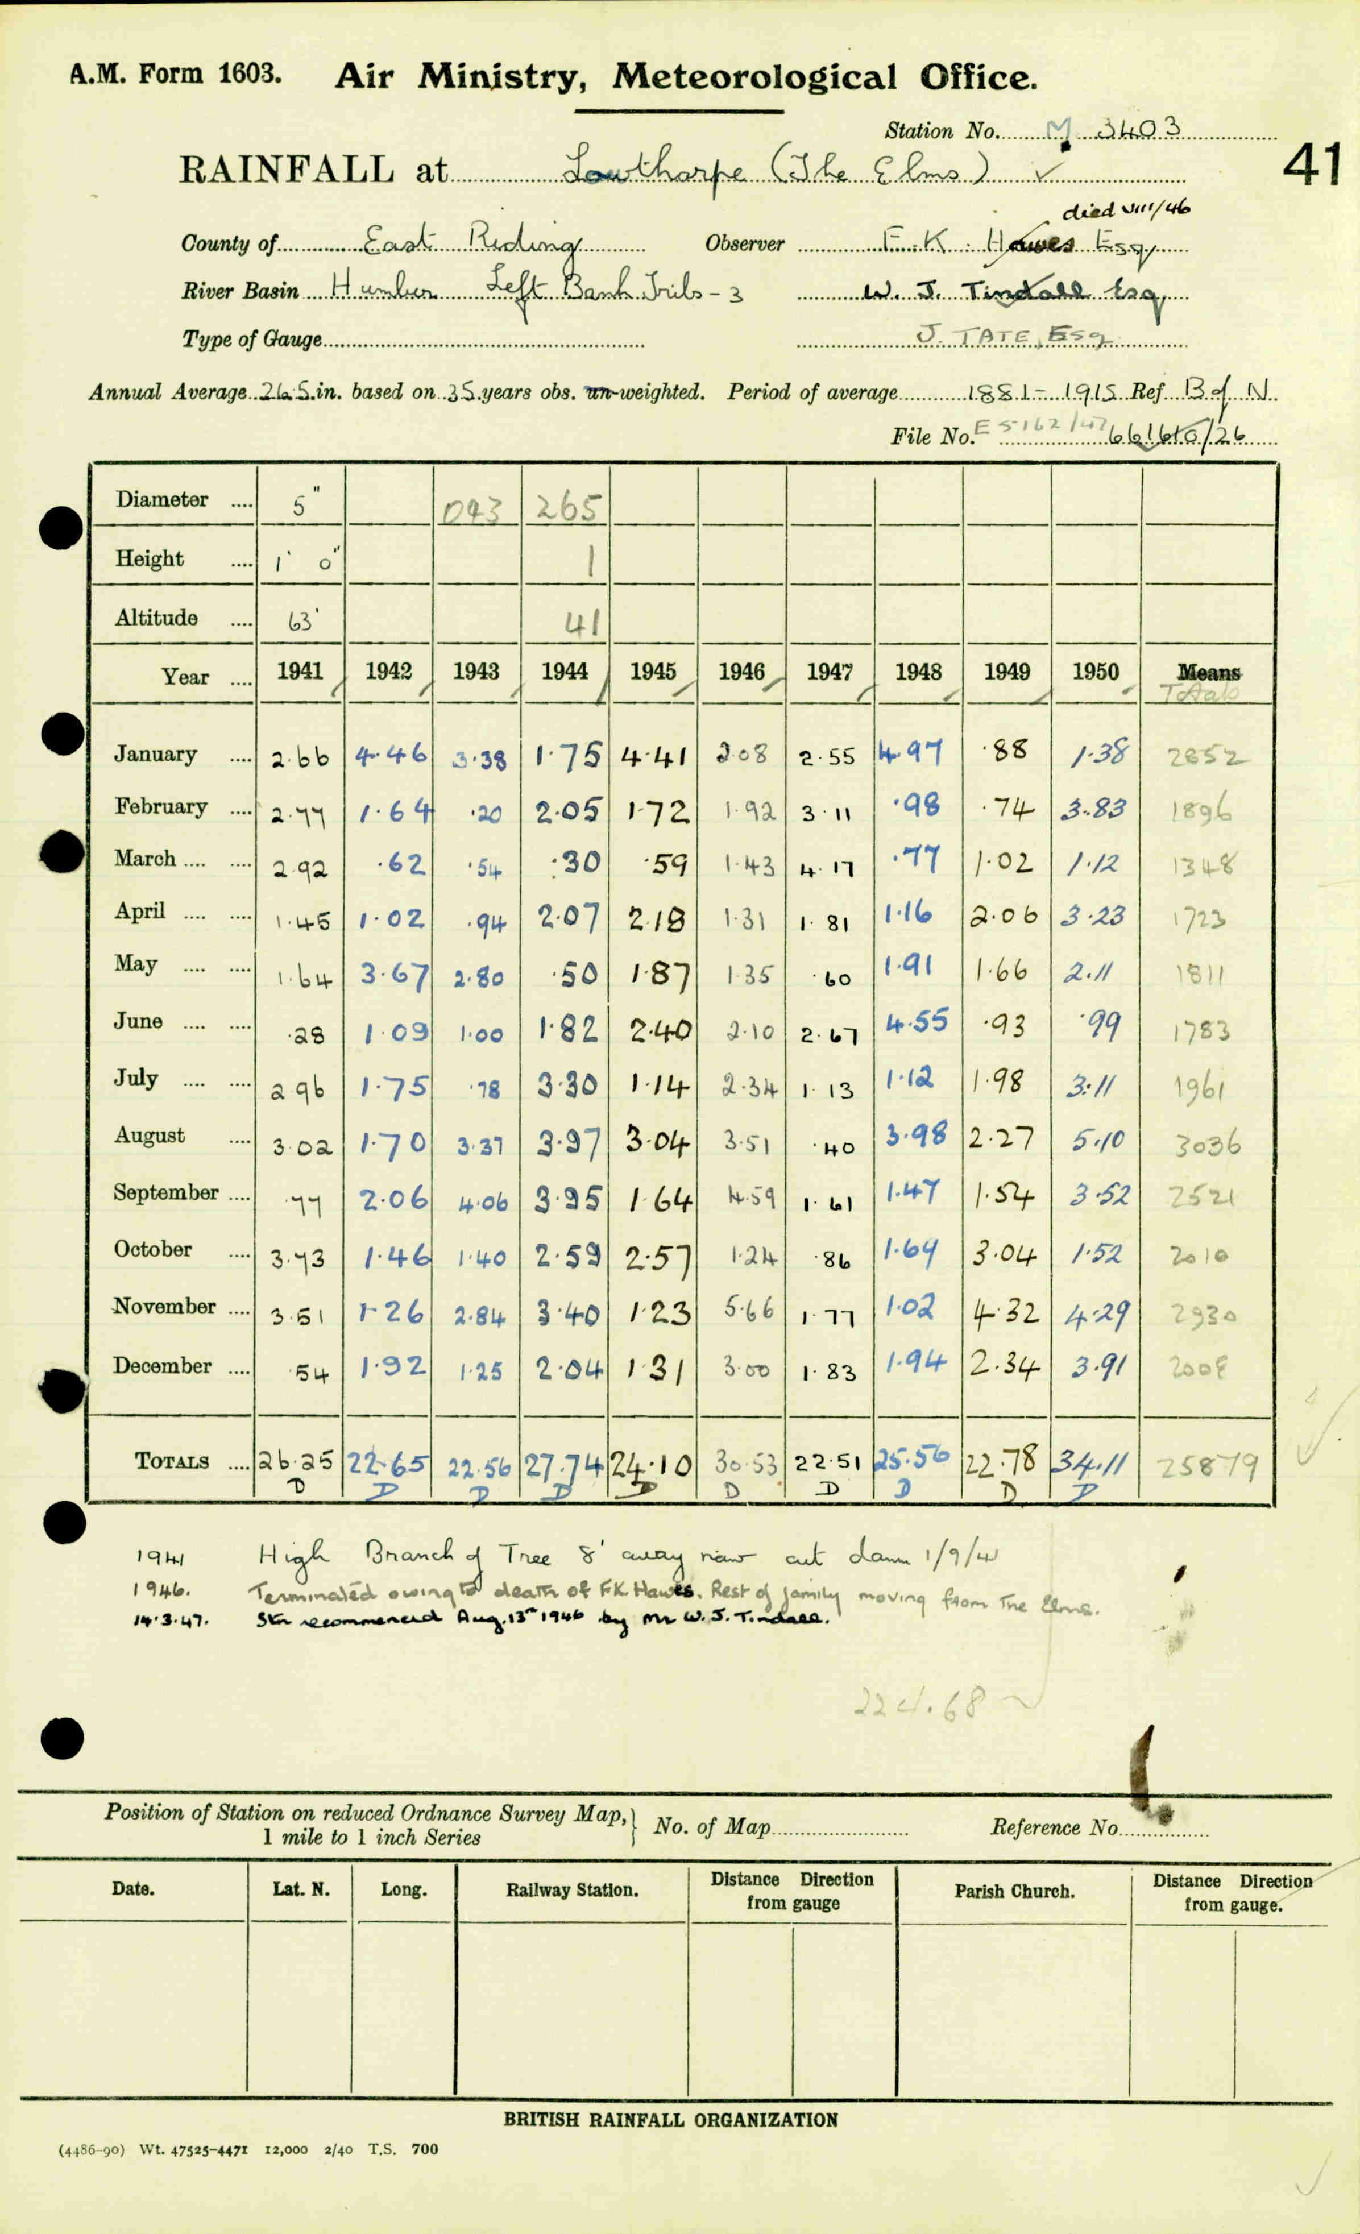 A.M. Form 1603. Air Ministry, Meteorological Office.
Station No. M 3403
41
RAINFALL at Lowthorpe (The Elms) ✓
died VIII/46
County of East Riding Observer F. K. Hawes Esq
River Basin Humber Left Bank Tribs - 3 W. J. Tindall Esq
Type of Gauge J. TATE, Esq.
Annual Average 26.5 in. based on 35 years obs. un-weighted. Period of average 1881 - 1915 Ref B of N
File No. E 5162/47 661610/26
Diameter .... 5" 043 265
Height .... 1' 0" 1
Altitude .... 63' 41
Year .... 1941 1942 1943 1944 1945 1946 1947 1948 1949 1950 Means
Totals
January .... 2.66 4.46 3.38 1.75 4.41 2.08 2.55 4.97 .88 1.38 2852
February .... 2.77 1.64 .20 2.05 1.72 1.92 3.11 .98 .74 3.83 1896
March .... .... 2.92 .62 .54 .30 .59 1.43 4.17 .77 1.02 1.12 1348
April .... .... 1.45 1.02 .94 2.07 2.18 1.31 1.81 1.16 2.06 3.23 1723
May .... .... 1.64 3.67 2.80 .50 1.87 1.35 .60 1.91 1.66 2.11 1811
June .... .... .28 1.09 1.00 1.82 2.40 2.10 2.67 4.55 .93 .99 1783
July .... .... 2.96 1.75 .78 3.30 1.14 2.34 1.13 1.12 1.98 3.11 1961
August .... 3.02 1.70 3.37 3.97 3.04 3.51 .40 3.98 2.27 5.10 3036
September .... .77 2.06 4.06 3.95 1.64 4.59 1.61 1.47 1.54 3.52 2521
October .... 3.73 1.46 1.40 2.59 2.57 1.24 .86 1.69 3.04 1.52 2010
November .... 3.51 1.26 2.84 3.40 1.23 5.66 1.77 1.02 4.32 4.29 2930
December .... .54 1.92 1.25 2.04 1.31 3.00 1.83 1.94 2.34 3.91 2008
TOTALS .... 26.25 22.65 22.56 27.74 24.10 30.53 22.51 25.56 22.78 34.11 25879
D D D D D D D D D D
1941 High Branch of Tree 8' away now cut down 1/9/41
1946. Terminated owing to death of F.K. Hawes. Rest of family moving from The Elms.
14.3.47. Stn recommenced Aug. 13th 1946 by Mr W. J. Tindall.
224.68
Position of Station on reduced Ordnance Survey Map, 1 mile to 1 inch Series } No. of Map Reference No.
Date. Lat. N. Long. Railway Station. Distance Direction from gauge Parish Church. Distance Direction from gauge.
BRITISH RAINFALL ORGANIZATION
(4486-90) Wt. 47525-4471 12,000 2/40 T.S. 700